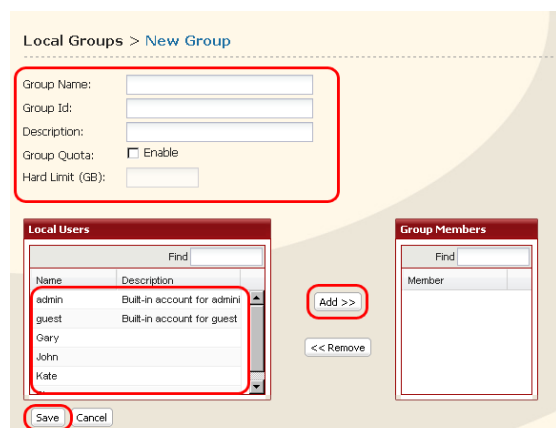 Local Groups > New Group
Group Name:
Group Id:
Description:
Group Quota: Enable
Hard Limit (GB):
Local Users
Find
Name Description
admin Built-in account for admini
guest Built-in account for guest
Gary
John
Kate
Add >>
<< Remove
Group Members
Find
Member
Save Cancel